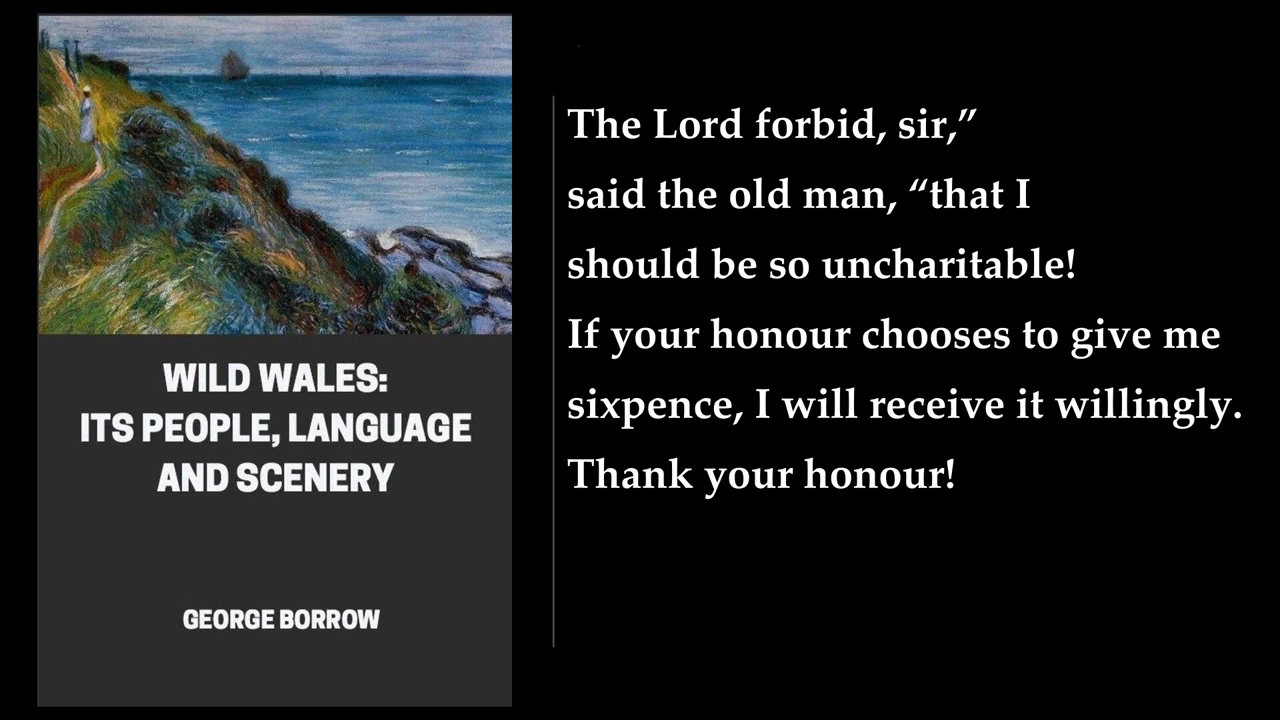 WILD WALES:
ITS PEOPLE, LANGUAGE
AND SCENERY
GEORGE BORROW
The Lord forbid, sir,”
said the old man, “that I
should be so uncharitable!
If your honour chooses to give me
sixpence, I will receive it willingly.
Thank your honour!